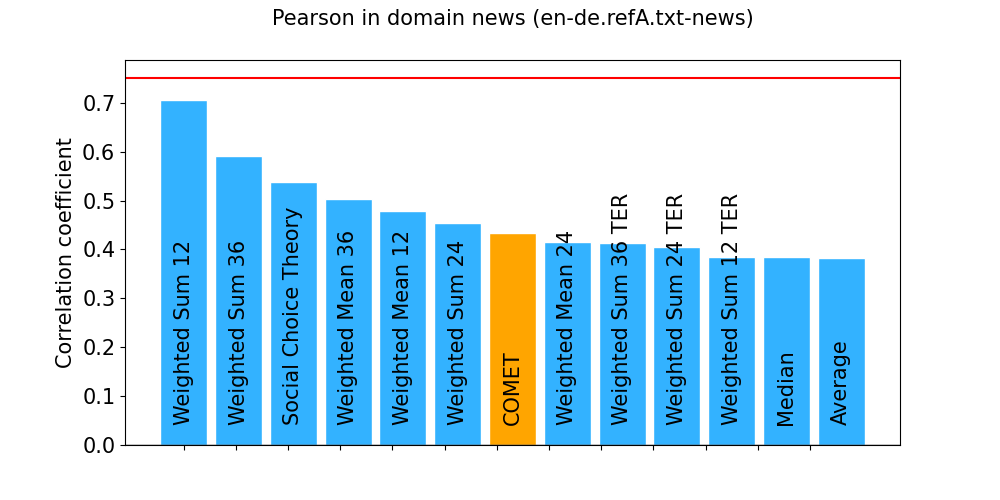 Pearson in domain news (en-de.refA.txt-news)
Correlation coefficient
0.7
0.6
0.5
0.4
0.3
0.2
0.1
0.0
Weighted Sum 12
Weighted Sum 36
Social Choice Theory
Weighted Mean 36
Weighted Mean 12
Weighted Sum 24
COMET
Weighted Mean 24
Weighted Sum 36 TER
Weighted Sum 24 TER
Weighted Sum 12 TER
Median
Average